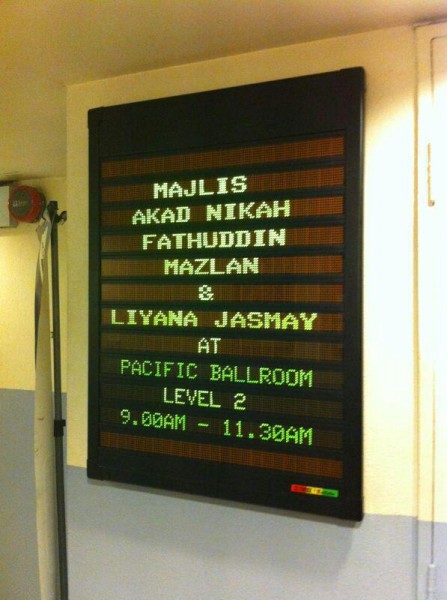 MAJLIS
AKAD NIKAH
FATHUDDIN
MAZLAN
&
LIYANA JASMAY
AT
PACIFIC BALLROOM
LEVEL 2
9.00AM - 11.30AM